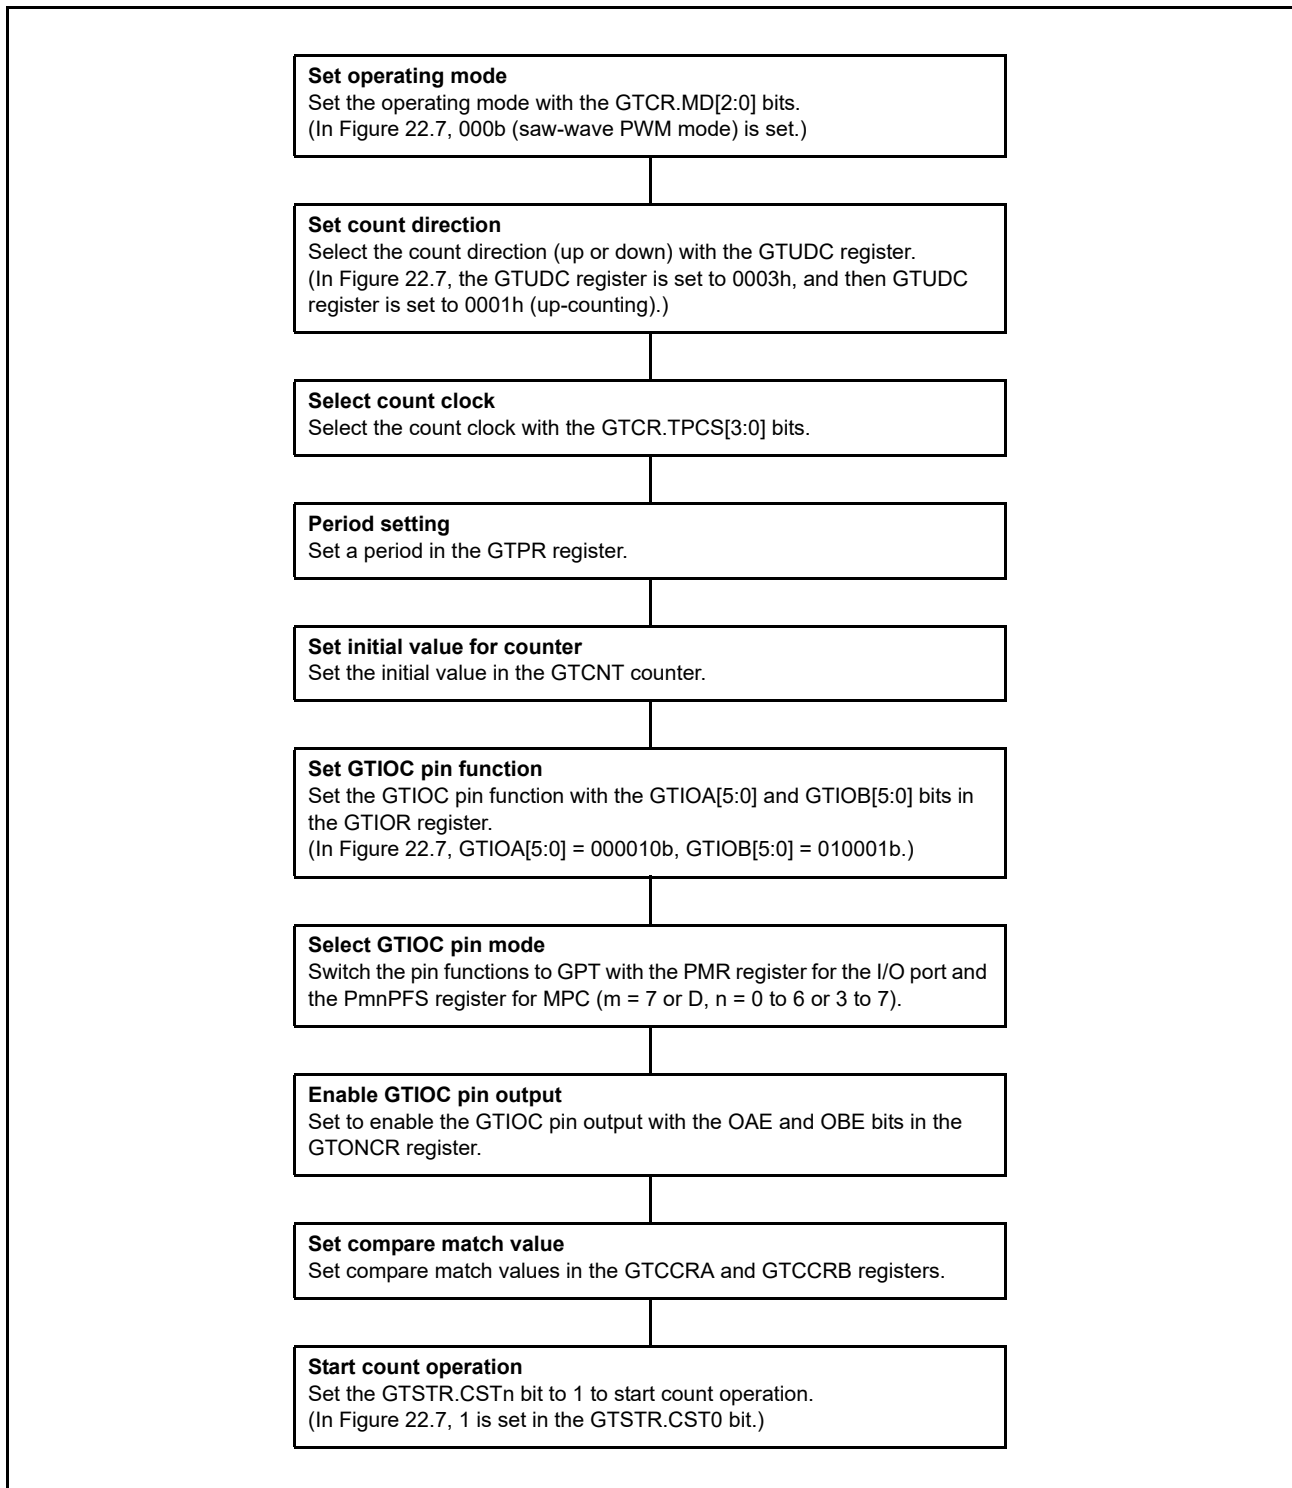 Set operating mode
Set the operating mode with the GTCR.MD[2:0] bits.
(In Figure 22.7, 000b (saw-wave PWM mode) is set.)
Set count direction
Select the count direction (up or down) with the GTUDC register.
(In Figure 22.7, the GTUDC register is set to 0003h, and then GTUDC
register is set to 0001h (up-counting).)
Select count clock
Select the count clock with the GTCR.TPCS[3:0] bits.
Period setting
Set a period in the GTPR register.
Set initial value for counter
Set the initial value in the GTCNT counter.
Set GTIOC pin function
Set the GTIOC pin function with the GTIOA[5:0] and GTIOB[5:0] bits in
the GTIOR register.
(In Figure 22.7, GTIOA[5:0] = 000010b, GTIOB[5:0] = 010001b.)
Select GTIOC pin mode
Switch the pin functions to GPT with the PMR register for the I/O port and
the PmnPFS register for MPC (m = 7 or D, n = 0 to 6 or 3 to 7).
Enable GTIOC pin output
Set to enable the GTIOC pin output with the OAE and OBE bits in the
GTONCR register.
Set compare match value
Set compare match values in the GTCCRA and GTCCRB registers.
Start count operation
Set the GTSTR.CSTn bit to 1 to start count operation.
(In Figure 22.7, 1 is set in the GTSTR.CST0 bit.)